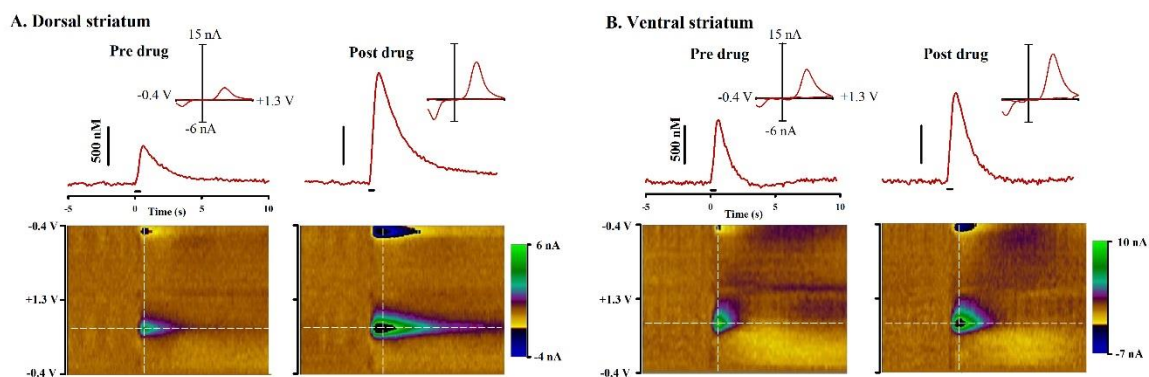 A. Dorsal striatum
15 nA
Pre drug
-0.4 V
+1.3 V
-6 nA
500 nM
Post drug
-5
0
5
10
Time (s)
-0.4 V
+1.3 V
-0.4 V
6 nA
-4 nA
B. Ventral striatum
15 nA
Pre drug
-0.4 V
+1.3 V
-6 nA
500 nM
Post drug
-5
0
5
10
Time (s)
-0.4 V
+1.3 V
-0.4 V
10 nA
-7 nA